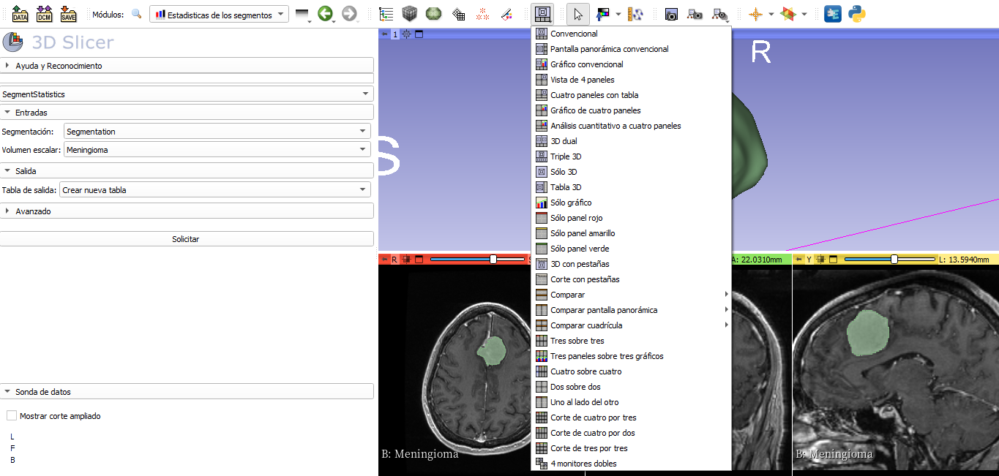 DATA DCM SAVE Módulos: Estadisticas de los segmentos
3D Slicer
Ayuda y Reconocimiento
SegmentStatistics
Entradas
Segmentación: Segmentation
Volumen escalar: Meningioma
Salida
Tabla de salida: Crear nueva tabla
Avanzado
Solicitar
Sonda de datos
Mostrar corte ampliado
L
F
B
1
R
S
Convencional
Pantalla panorámica convencional
Gráfico convencional
Vista de 4 paneles
Cuatro paneles con tabla
Gráfico de cuatro paneles
Análisis cuantitativo a cuatro paneles
3D dual
Triple 3D
Sólo 3D
Tabla 3D
Sólo gráfico
Sólo panel rojo
Sólo panel amarillo
Sólo panel verde
3D con pestañas
Corte con pestañas
Comparar
Comparar pantalla panorámica
Comparar cuadrícula
Tres sobre tres
Tres paneles sobre tres gráficos
Cuatro sobre cuatro
Dos sobre dos
Uno al lado del otro
Corte de cuatro por tres
Corte de cuatro por dos
Corte de tres por tres
4 monitores dobles
R
A: 22.0310mm
Y L: 13.5940mm
B: Meningioma
B: Meningioma